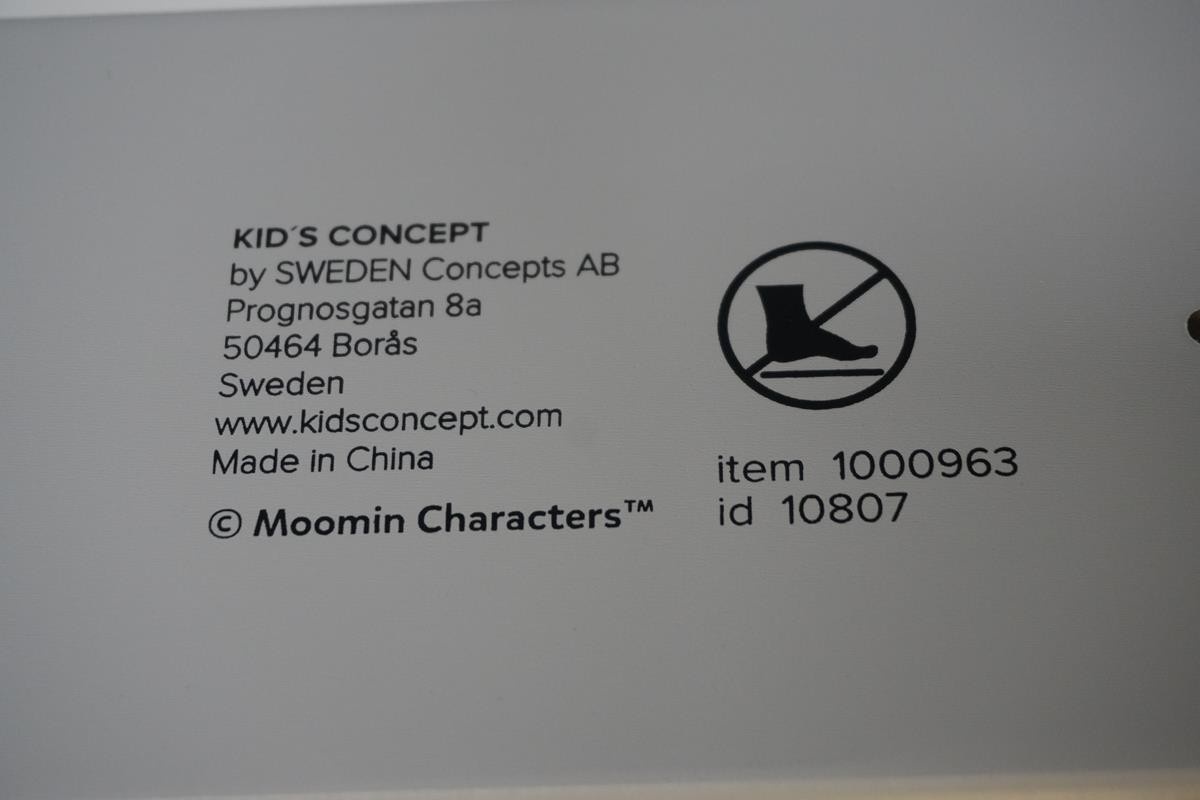 KID´S CONCEPT
by SWEDEN Concepts AB
Prognosgatan 8a
50464 Borås
Sweden
www.kidsconcept.com
Made in China
© Moomin Characters™
item 1000963
id 10807